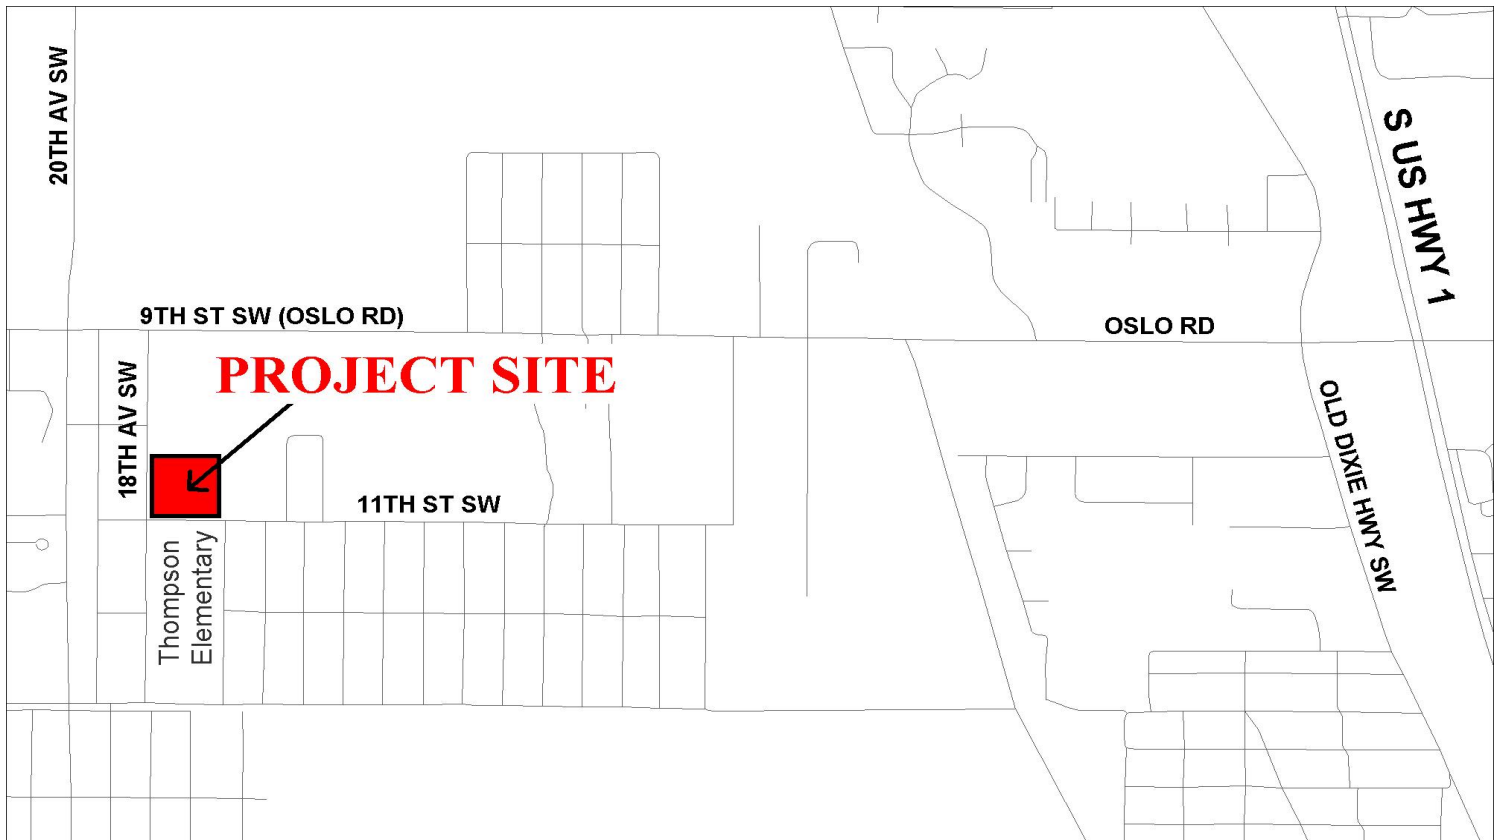 20TH AV SW
S US HWY 1
9TH ST SW (OSLO RD)
OSLO RD
PROJECT SITE
18TH AV SW
OLD DIXIE HWY SW
11TH ST SW
Thompson
Elementary